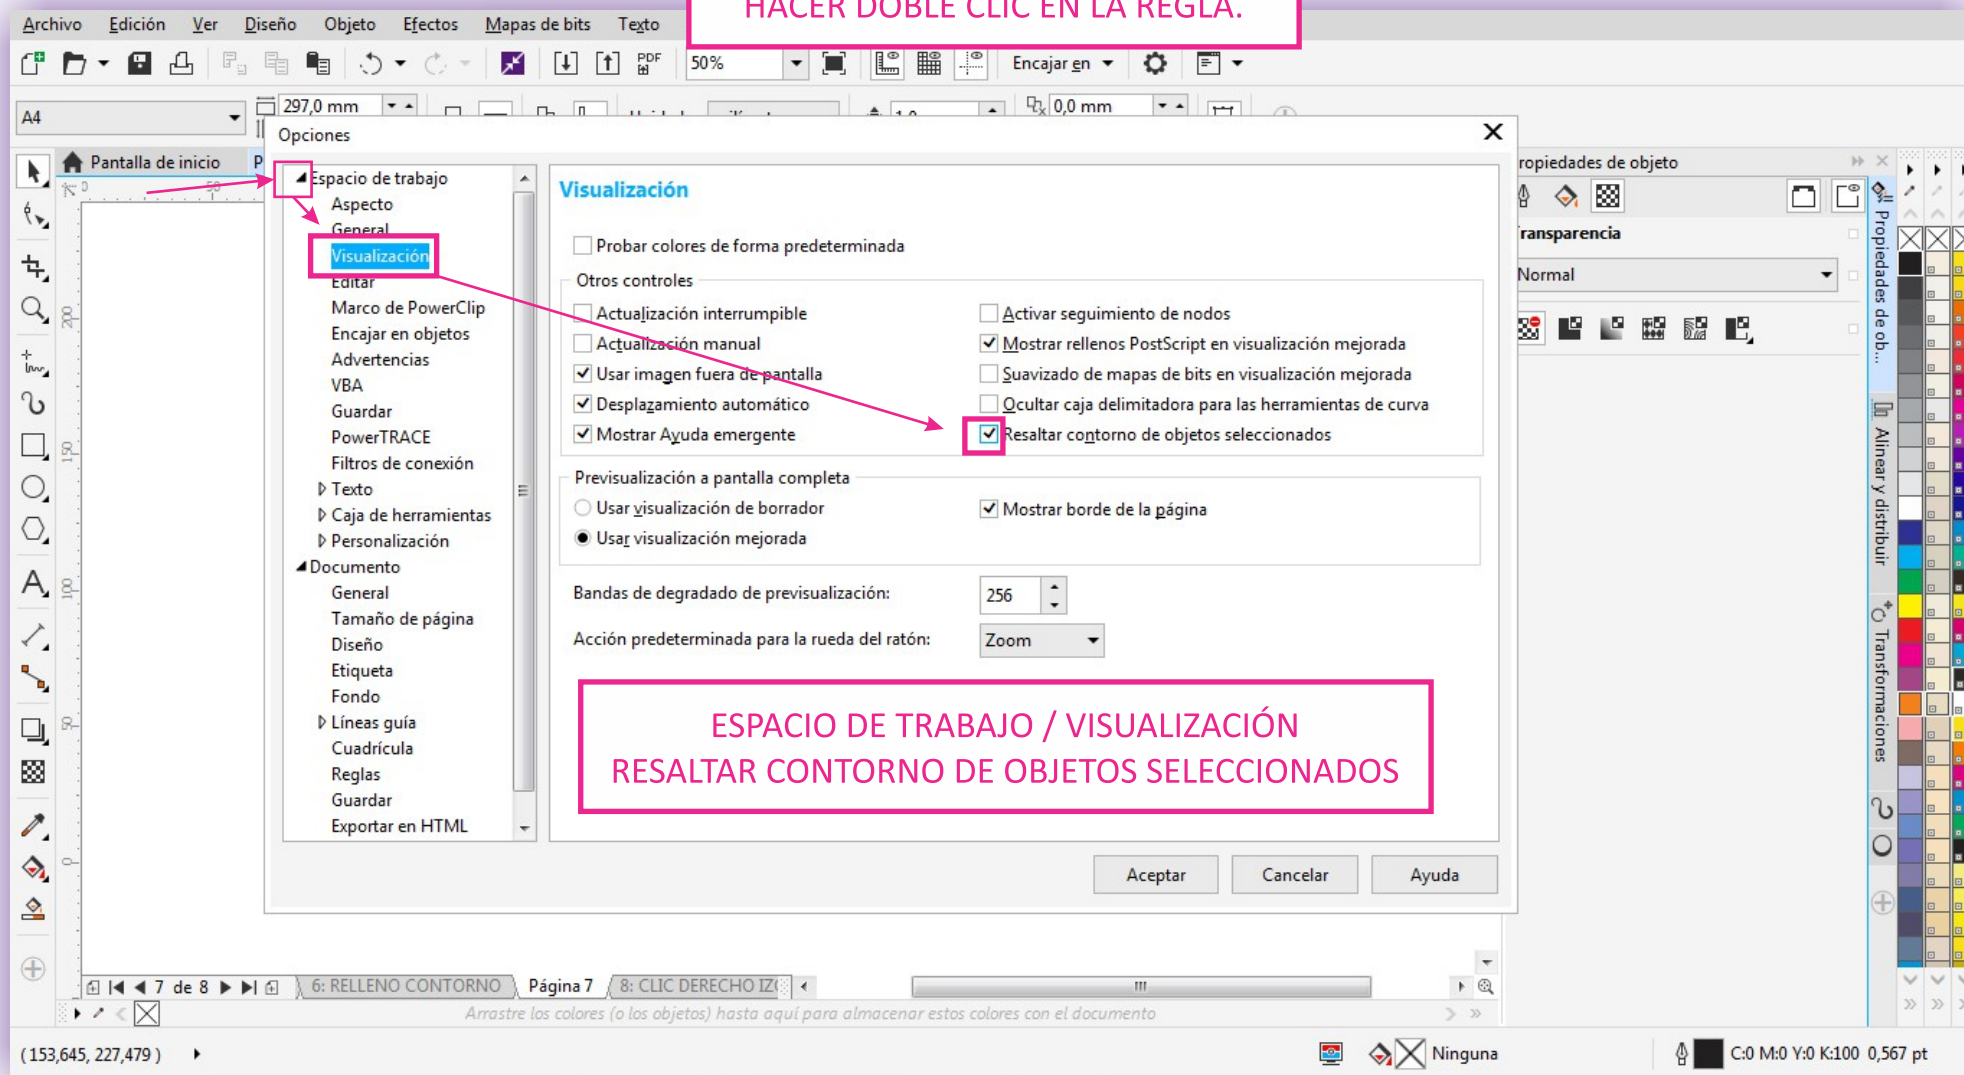 HACER DOBLE CLIC EN LA REGLA.
Archivo Edición Ver Diseño Objeto Efectos Mapas de bits Texto
PDF 50% Encajar en
A4 297,0 mm 0,0 mm
Opciones
Pantalla de inicio
Espacio de trabajo
Aspecto
General
Visualización
Editar
Marco de PowerClip
Encajar en objetos
Advertencias
VBA
Guardar
PowerTRACE
Filtros de conexión
Texto
Caja de herramientas
Personalización
Documento
General
Tamaño de página
Diseño
Etiqueta
Fondo
Líneas guía
Cuadrícula
Reglas
Guardar
Exportar en HTML
Visualización
Probar colores de forma predeterminada
Otros controles
Actualización interrumpible
Actualización manual
Usar imagen fuera de pantalla
Desplazamiento automático
Mostrar Ayuda emergente
Activar seguimiento de nodos
Mostrar rellenos PostScript en visualización mejorada
Suavizado de mapas de bits en visualización mejorada
Ocultar caja delimitadora para las herramientas de curva
Resaltar contorno de objetos seleccionados
Previsualización a pantalla completa
Usar visualización de borrador
Usar visualización mejorada
Mostrar borde de la página
Bandas de degradado de previsualización: 256
Acción predeterminada para la rueda del ratón: Zoom
ESPACIO DE TRABAJO / VISUALIZACIÓN
RESALTAR CONTORNO DE OBJETOS SELECCIONADOS
Aceptar Cancelar Ayuda
ropiedades de objeto
ransparencia
Normal
Propiedades de ob...
Alinear y distribuir
Transformaciones
0 50
200
150
100
50
0
7 de 8 6: RELLENO CONTORNO Página 7 8: CLIC DERECHO IZ
Arrastre los colores (o los objetos) hasta aquí para almacenar estos colores con el documento
( 153,645, 227,479 ) Ninguna C:0 M:0 Y:0 K:100 0,567 pt